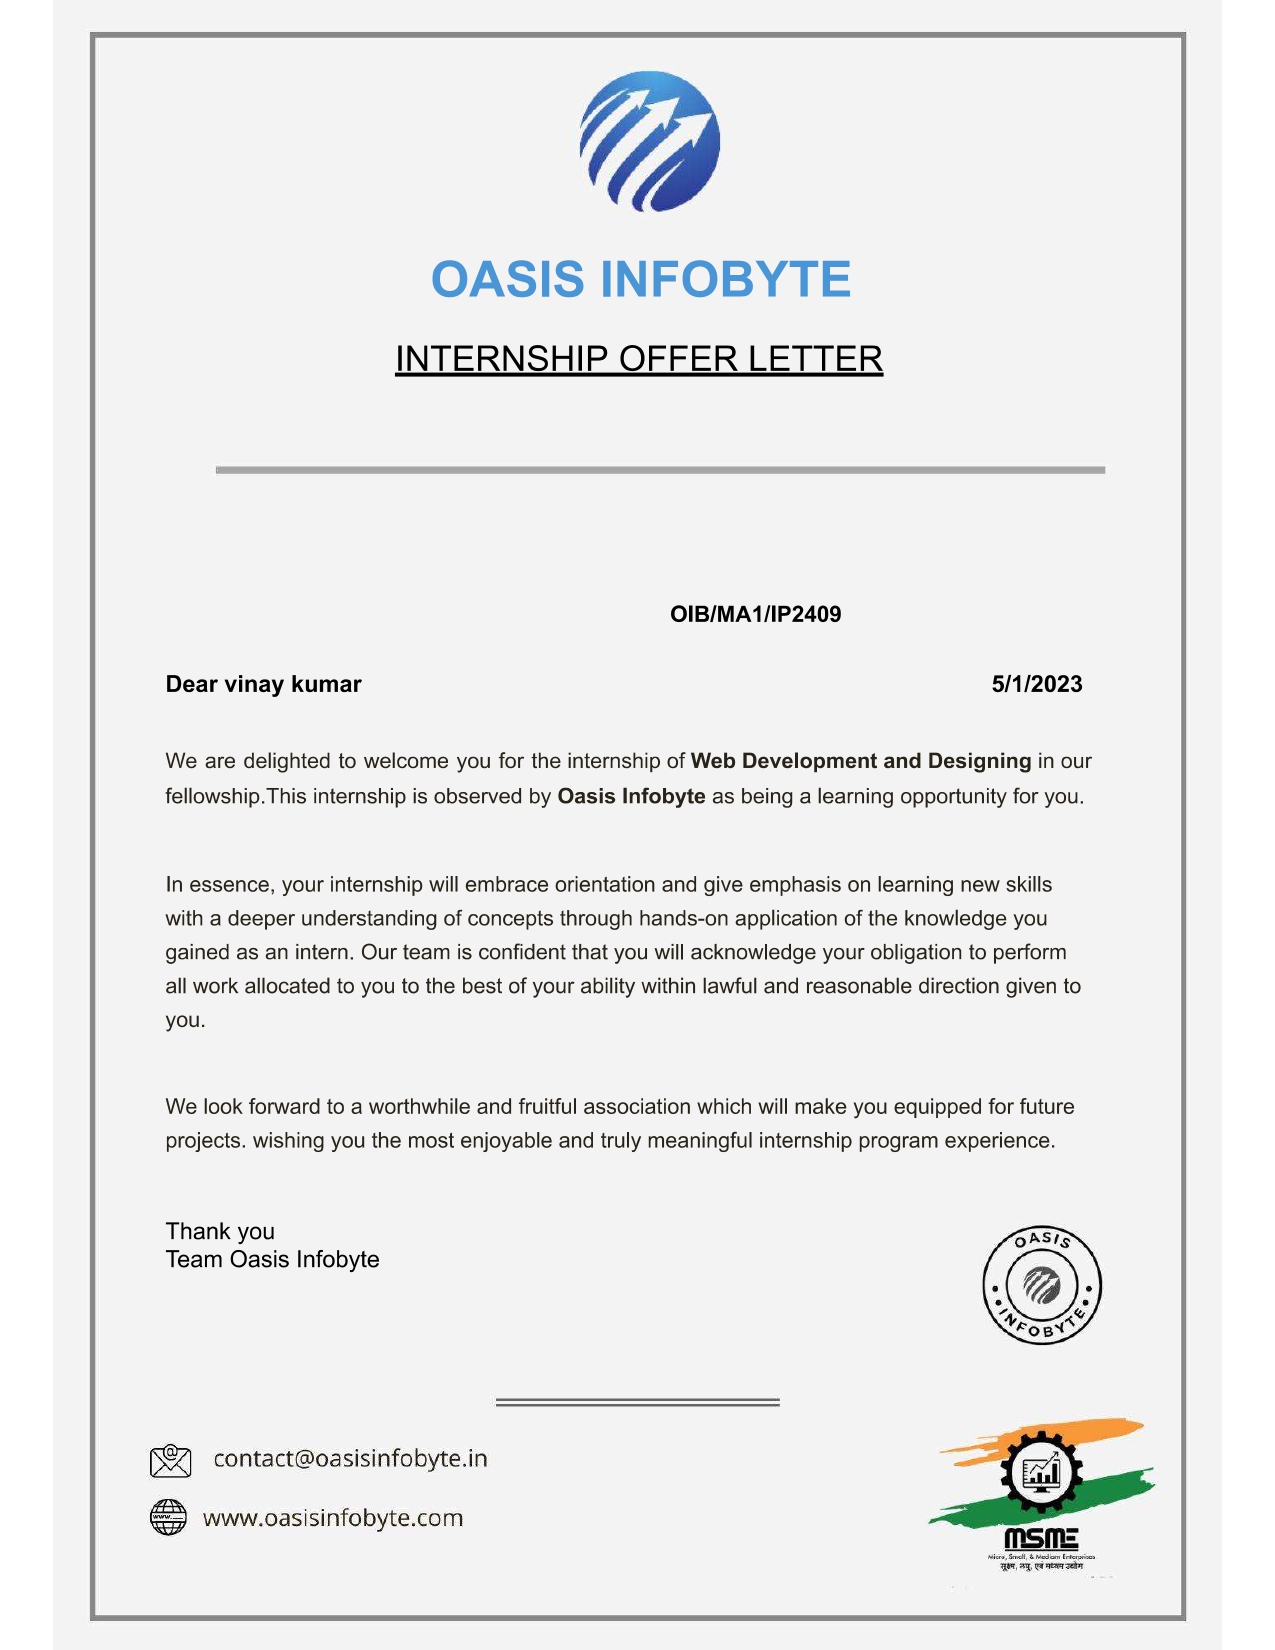 OASIS INFOBYTE
INTERNSHIP OFFER LETTER
OIB/MA1/IP2409
Dear vinay kumar 5/1/2023
We are delighted to welcome you for the internship of Web Development and Designing in our
fellowship.This internship is observed by Oasis Infobyte as being a learning opportunity for you.
In essence, your internship will embrace orientation and give emphasis on learning new skills
with a deeper understanding of concepts through hands-on application of the knowledge you
gained as an intern. Our team is confident that you will acknowledge your obligation to perform
all work allocated to you to the best of your ability within lawful and reasonable direction given to
you.
We look forward to a worthwhile and fruitful association which will make you equipped for future
projects. wishing you the most enjoyable and truly meaningful internship program experience.
Thank you
Team Oasis Infobyte
OASIS
INFOBYTE
contact@oasisinfobyte.in
www.oasisinfobyte.com
MSME
Micro, Small, & Medium Enterprises
सूक्ष्म, लघु, एवं मध्यम उद्योग